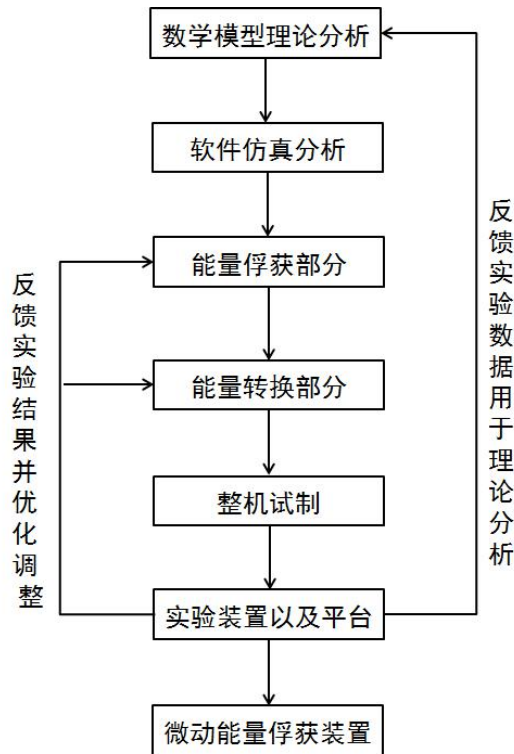 数学模型理论分析
软件仿真分析
能量俘获部分
能量转换部分
整机试制
实验装置以及平台
微动能量俘获装置
反馈实验结果并优化调整
反馈实验数据用于理论分析